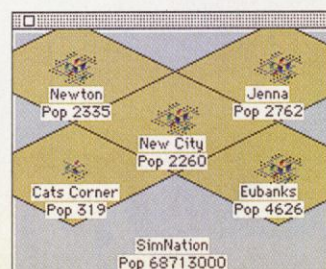 Newton
Pop 2335
Jenna
Pop 2762
New City
Pop 2260
Cats Corner
Pop 319
Eubanks
Pop 4626
SimNation
Pop 68713000